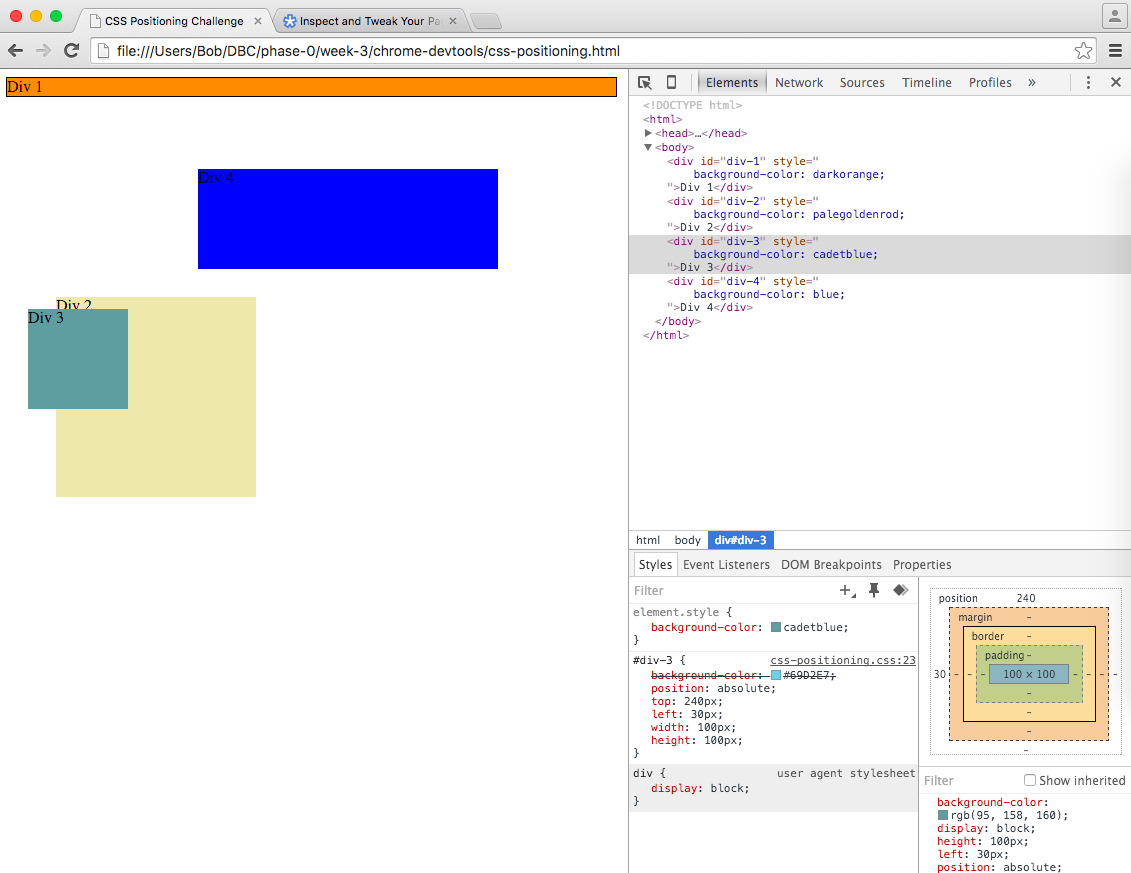 CSS Positioning Challenge
Inspect and Tweak Your Pa
file:///Users/Bob/DBC/phase-0/week-3/chrome-devtools/css-positioning.html
Div 1
Div 4
Div 2
Div 3
Elements Network Sources Timeline Profiles »
<!DOCTYPE html>
<html>
<head>…</head>
<body>
<div id="div-1" style="
background-color: darkorange;
">Div 1</div>
<div id="div-2" style="
background-color: palegoldenrod;
">Div 2</div>
<div id="div-3" style="
background-color: cadetblue;
">Div 3</div>
<div id="div-4" style="
background-color: blue;
">Div 4</div>
</body>
</html>
html body div#div-3
Styles Event Listeners DOM Breakpoints Properties
Filter
element.style {
background-color: cadetblue;
}
#div-3 { css-positioning.css:23
background-color: #69D2E7;
position: absolute;
top: 240px;
left: 30px;
width: 100px;
height: 100px;
}
div { user agent stylesheet
display: block;
}
position 240
margin -
border -
padding -
30 - - - 100 × 100 - - - -
-
-
-
-
Filter Show inherited
background-color:
rgb(95, 158, 160);
display: block;
height: 100px;
left: 30px;
position: absolute;